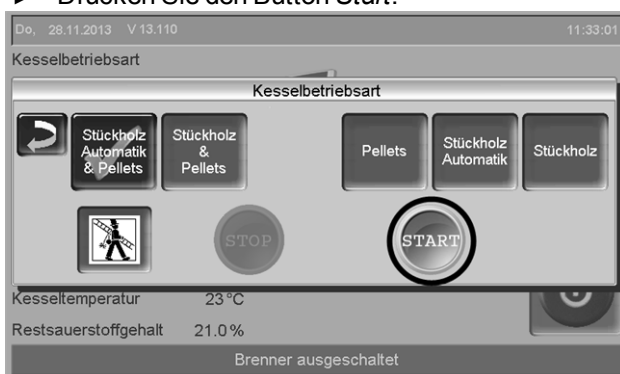 Drücken Sie den Button Start.
Do, 28.11.2013 V 13.110 11:33:01
Kesselbetriebsart
Kesselbetriebsart
Stückholz
Automatik
& Pellets
Stückholz
&
Pellets
Pellets
Stückholz
Automatik
Stückholz
STOP
START
Kesseltemperatur 23 °C
Restsauerstoffgehalt 21.0 %
Brenner ausgeschaltet